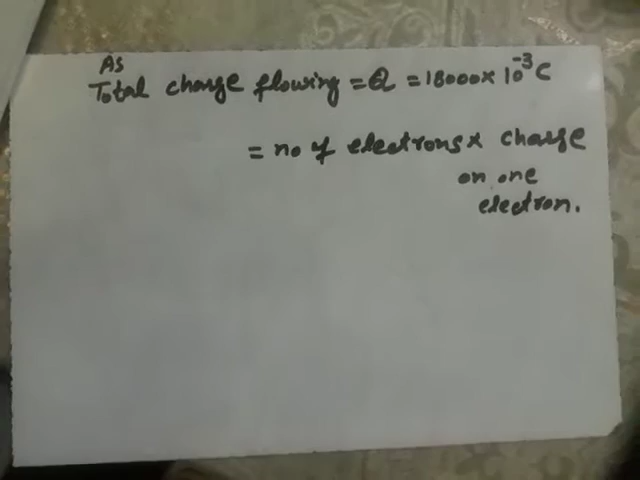 As
Total charge flowing = Q = 18000 × 10⁻³ C
= no of electrons × charge
on one
electron.